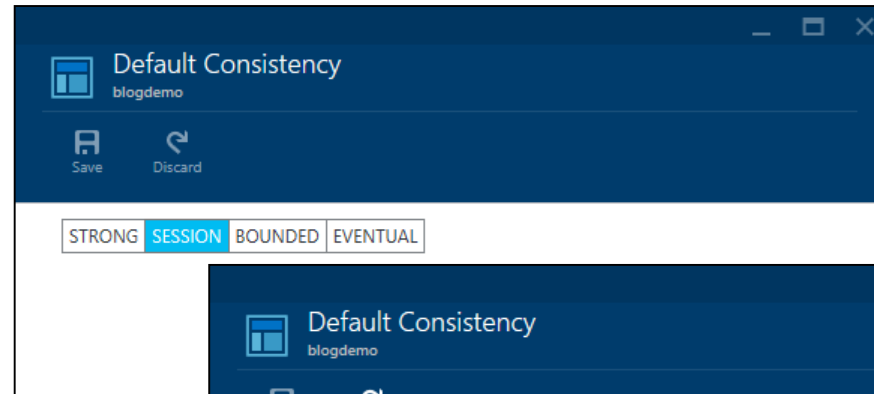 Default Consistency
blogdemo
Save Discard
STRONG SESSION BOUNDED EVENTUAL
Default Consistency
blogdemo